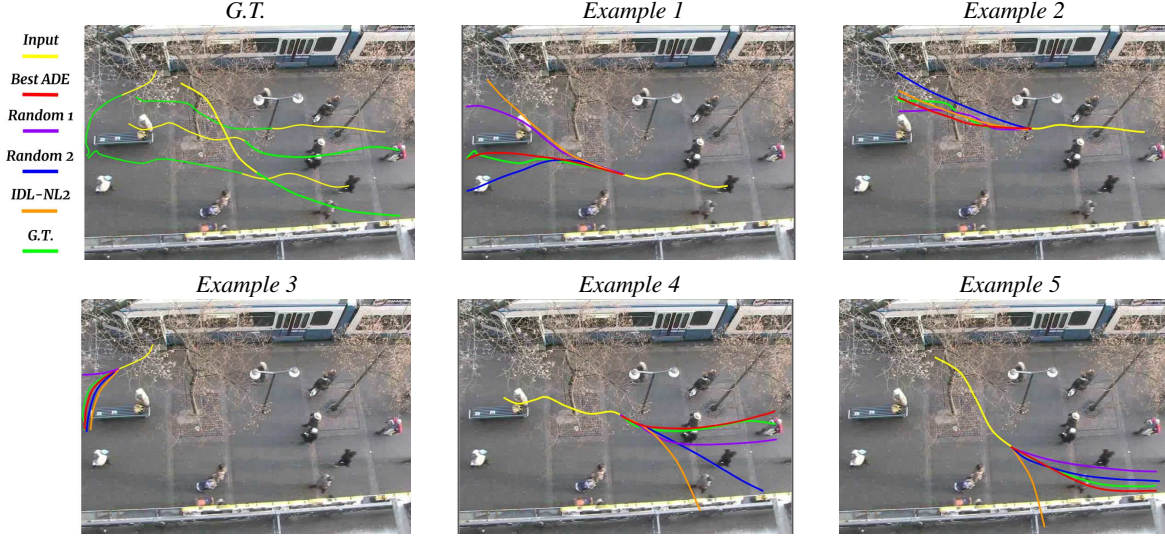 G.T.
Example 1
Example 2
Input
Best ADE
Random 1
Random 2
IDL-NL2
G.T.
Example 3
Example 4
Example 5